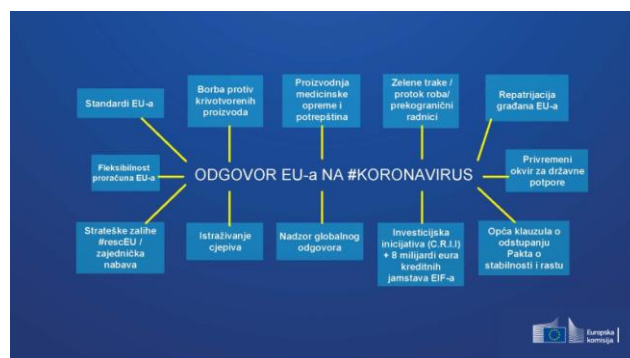 Standardi EU-a
Borba protiv
krivotvorenih
proizvoda
Proizvodnja
medicinske
opreme i
potrepština
Zelene trake /
protok roba/
prekogranični
radnici
Repatrijacija
građana EU-a
Fleksibilnost
proračuna EU-a
ODGOVOR EU-a NA #KORONAVIRUS
Privremeni
okvir za državne
potpore
Strateške zalihe
#rescEU /
zajednička
nabava
Istraživanje
cjepiva
Nadzor globalnog
odgovora
Investicijska
inicijativa (C.R.I.I)
+ 8 milijardi eura
kreditnih
jamstava EIF-a
Opća klauzula o
odstupanju
Pakta o
stabilnosti i rastu
Europska
komisija